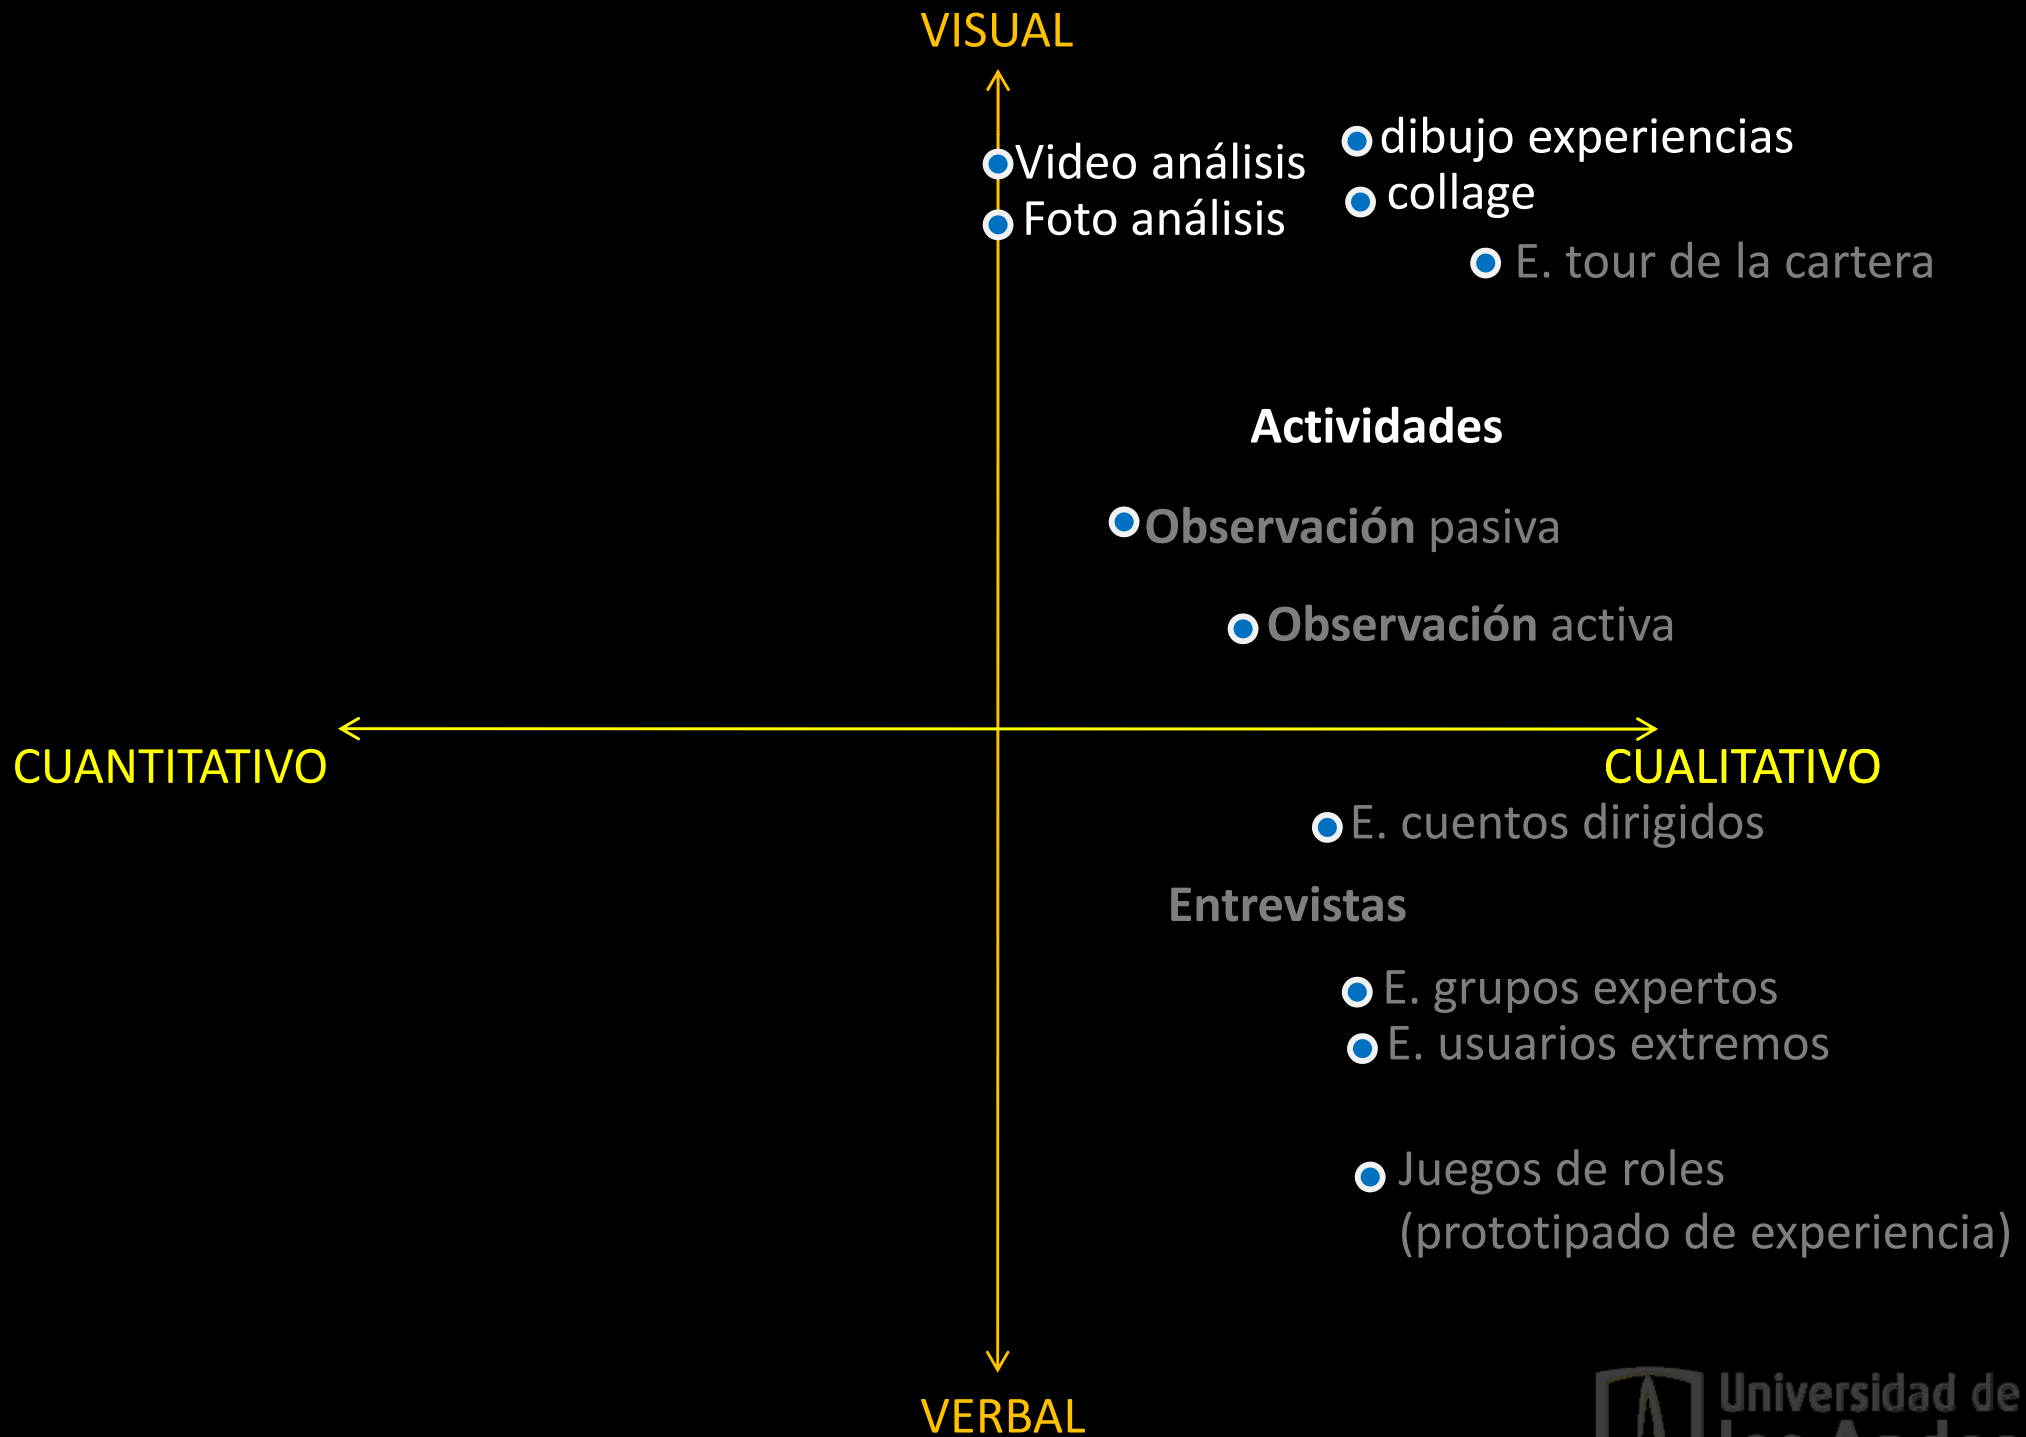 VISUAL
dibujo experiencias
Video análisis
collage
Foto análisis
E. tour de la cartera
Actividades
Observación pasiva
Observación activa
CUANTITATIVO
CUALITATIVO
E. cuentos dirigidos
Entrevistas
E. grupos expertos
E. usuarios extremos
Juegos de roles
(prototipado de experiencia)
Universidad de
VERBAL